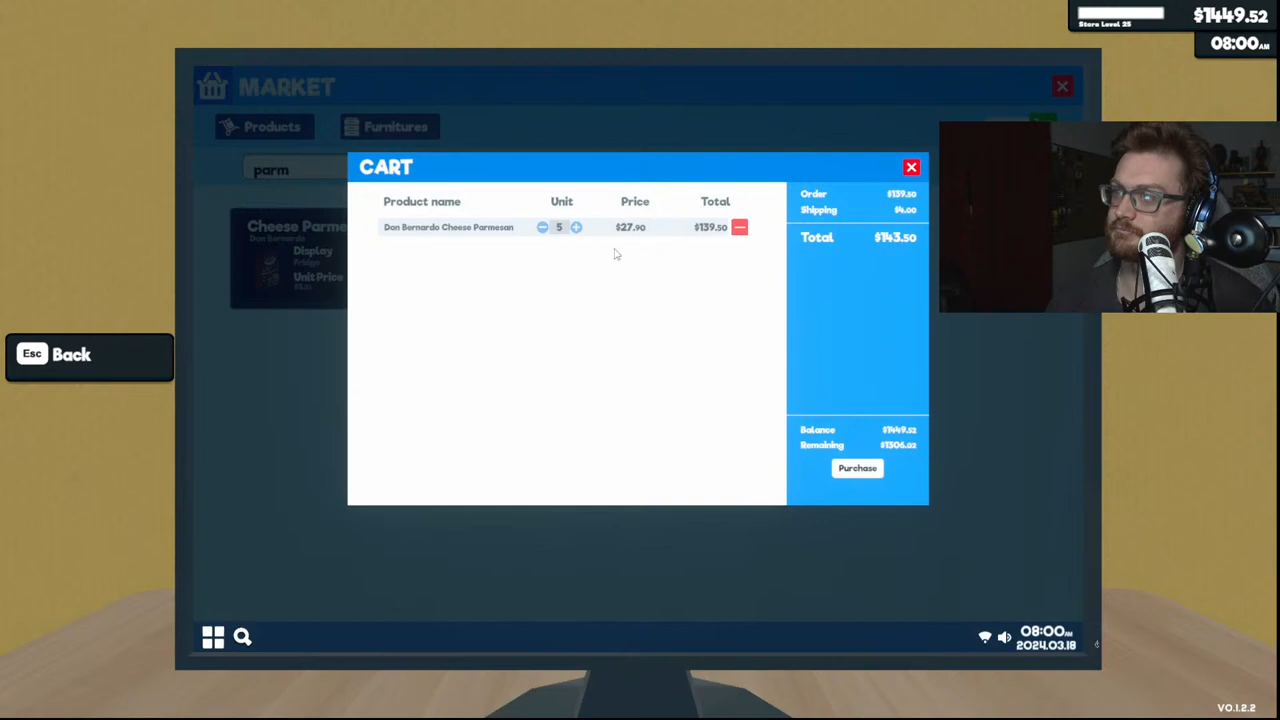 $1449.52
Store Level 25
08:00AM
MARKET
Products
Furnitures
parm
CART
Product name
Unit
Price
Total
Don Bernardo Cheese Parmesan
5
$27.90
$139.50
Order
$139.50
Shipping
$4.00
Total
$143.50
Cheese Parme
Don Bernardo
Display
Fridge
Unit Price
Esc
Back
Balance
$1449.52
Remaining
$1306.02
Purchase
08:00AM
2024.03.18
V0.1.2.2